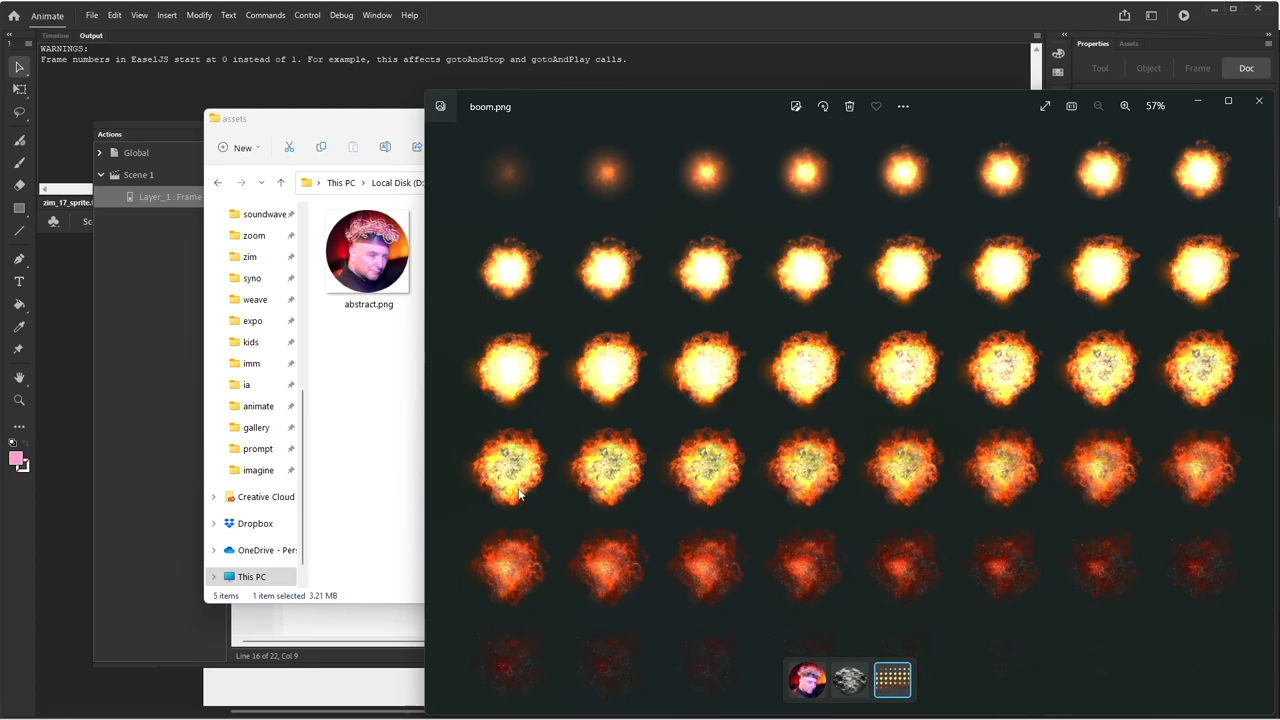 Animate
File Edit View Insert Modify Text Commands Control Debug Window Help
Timeline Output
WARNINGS:
Frame numbers in EaselJS start at 0 instead of 1. For example, this affects gotoAndStop and gotoAndPlay calls.
Properties Assets
Tool Object Frame Doc
Actions
Global
Scene 1
Layer_1 : Frame
zim_17_sprite.f
Sc
assets
New
This PC Local Disk (D:
soundwave
zoom
zim
syno
weave
expo
kids
imm
ia
animate
gallery
prompt
imagine
Creative Cloud
Dropbox
OneDrive - Pers
This PC
abstract.png
5 items 1 item selected 3.21 MB
Line 16 of 22, Col 9
boom.png
57%